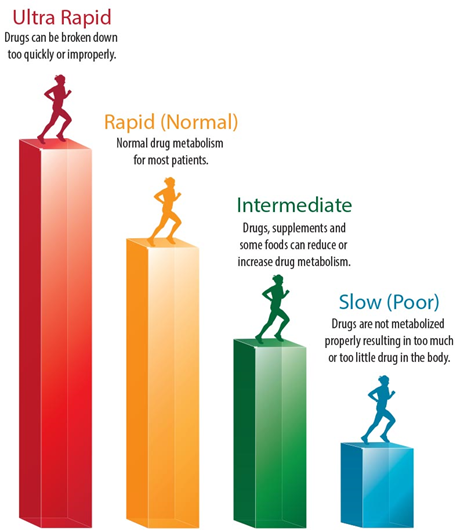 Ultra Rapid
Drugs can be broken down
too quickly or improperly.
Rapid (Normal)
Normal drug metabolism
for most patients.
Intermediate
Drugs, supplements and
some foods can reduce or
increase drug metabolism.
Slow (Poor)
Drugs are not metabolized
properly resulting in too much
or too little drug in the body.